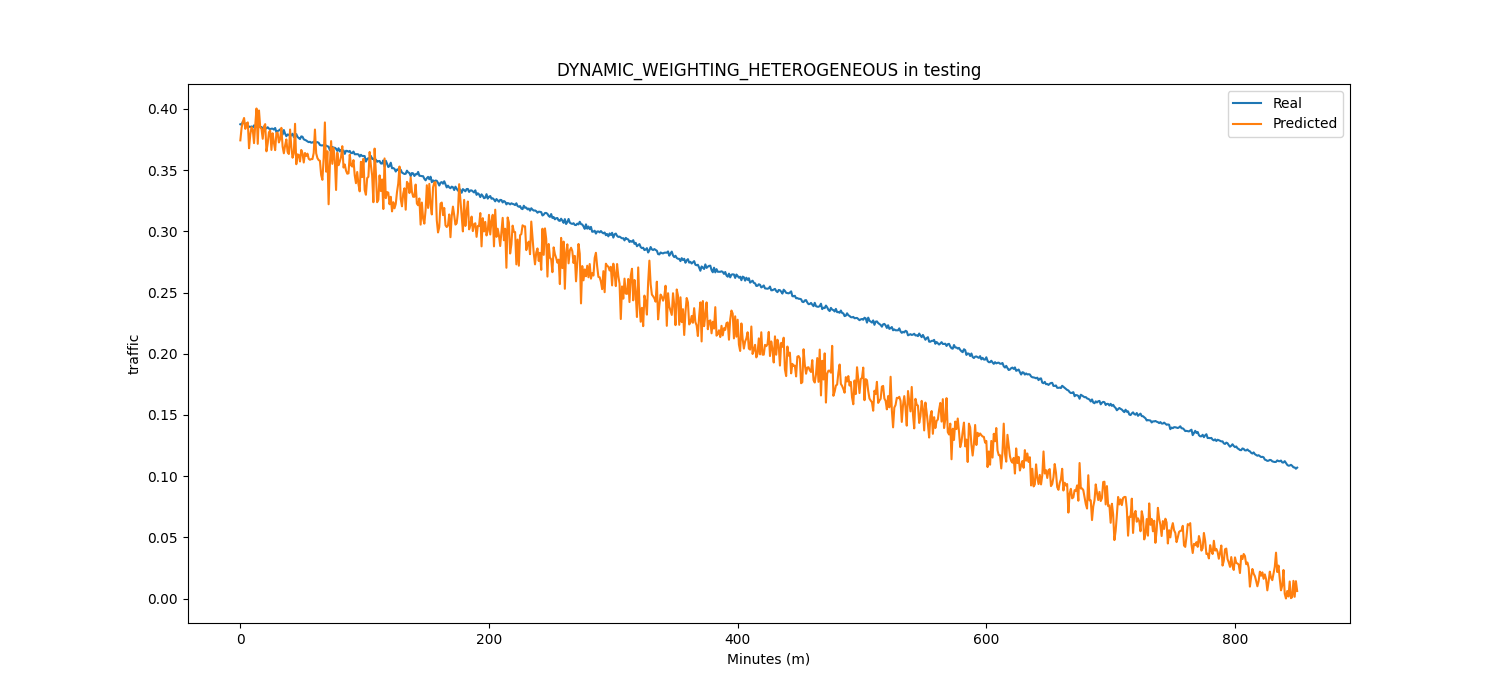 DYNAMIC_WEIGHTING_HETEROGENEOUS in testing
Real
Predicted
0.40
0.35
0.30
0.25
0.20
0.15
0.10
0.05
0.00
traffic
0
200
400
600
800
Minutes (m)